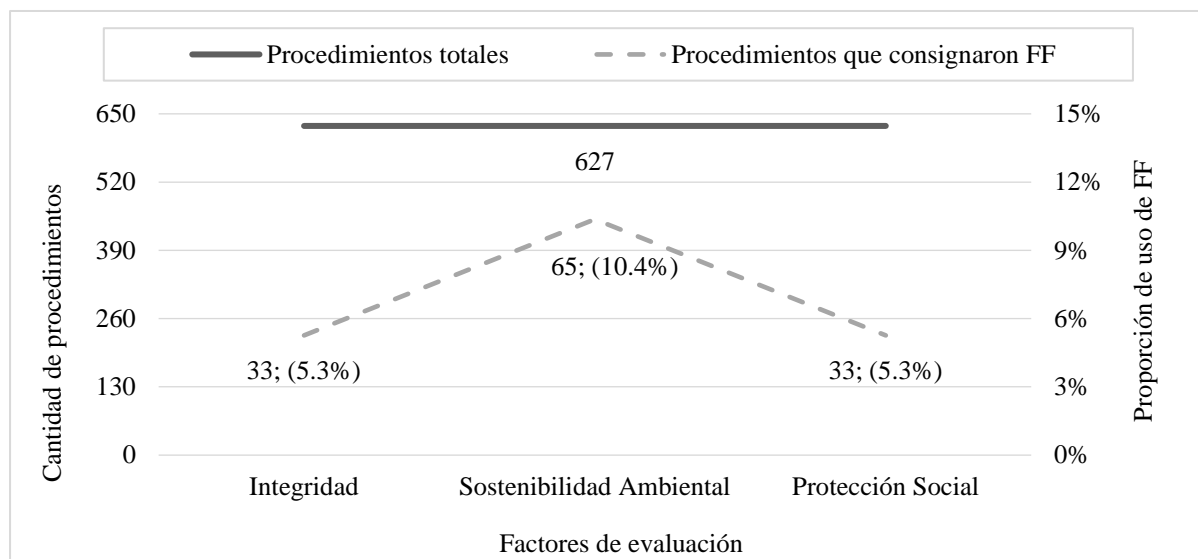 Procedimientos totales
Procedimientos que consignaron FF
650
520
390
260
130
0
Cantidad de procedimientos
15%
12%
9%
6%
3%
0%
Proporción de uso de FF
627
65; (10.4%)
33; (5.3%)
33; (5.3%)
Integridad
Sostenibilidad Ambiental
Protección Social
Factores de evaluación